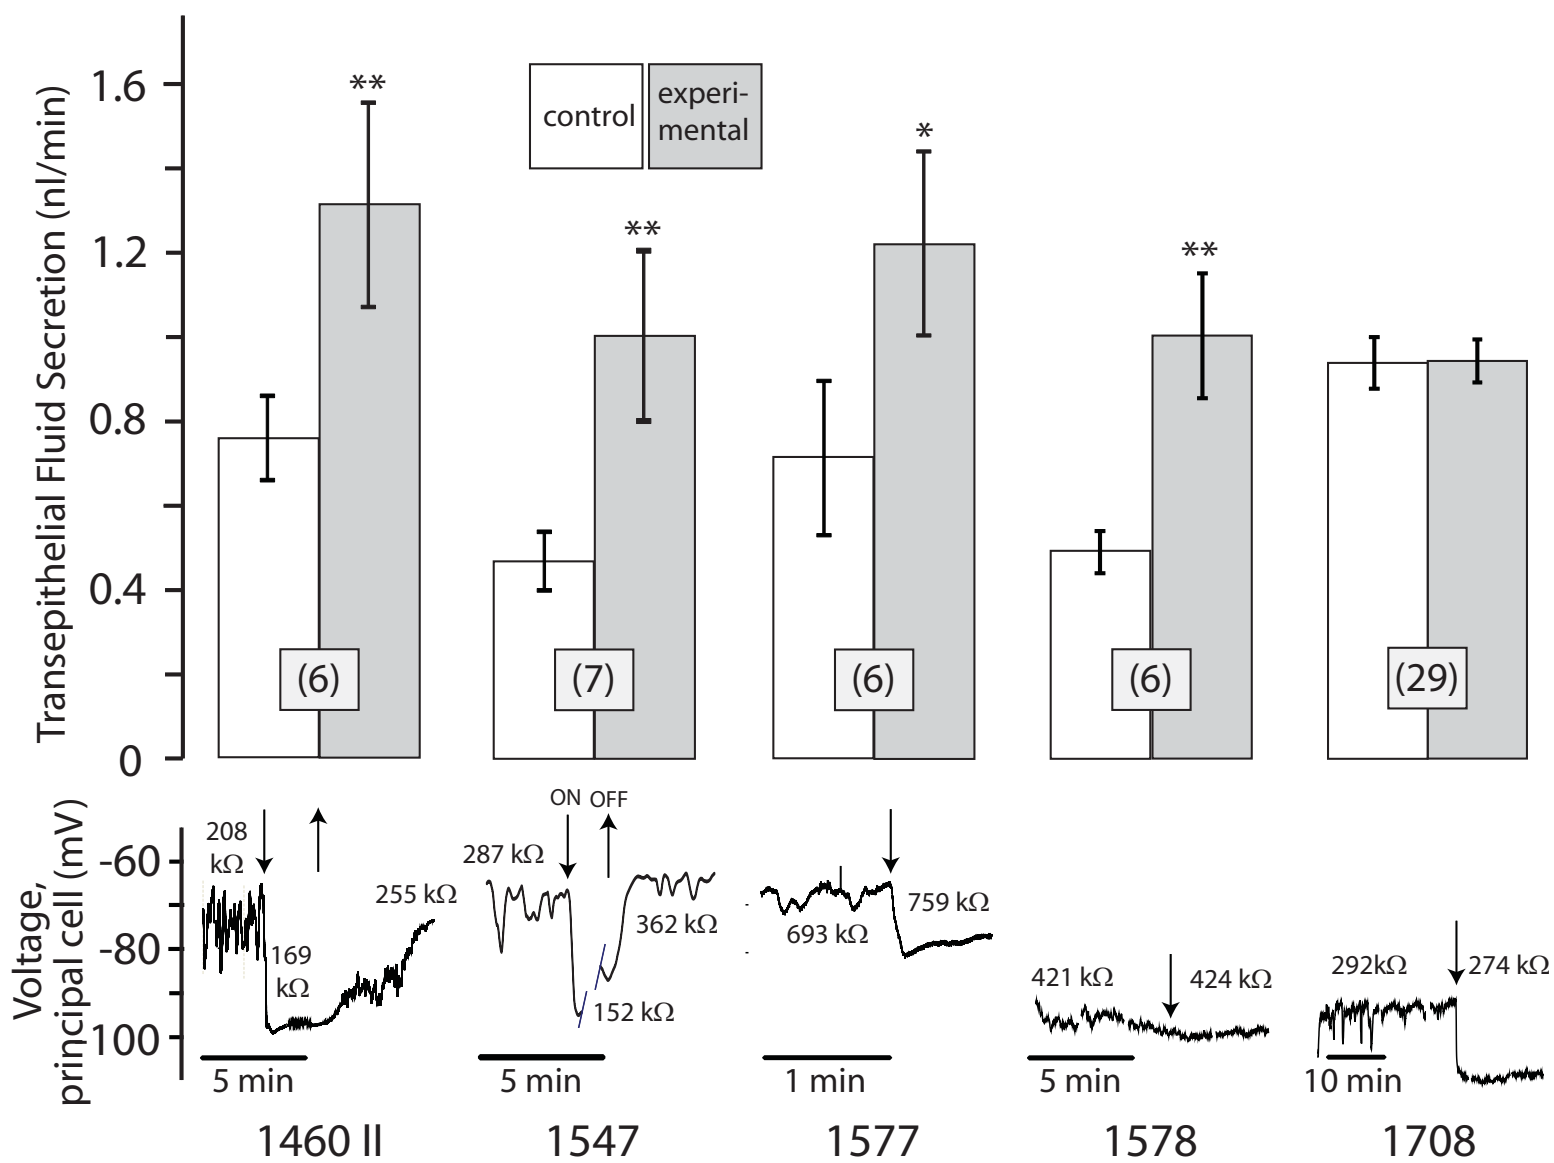 Transepithelial Fluid Secretion (nl/min)
1.6
1.2
0.8
0.4
0
control
experi-
mental
**
**
*
**
(6)
(7)
(6)
(6)
(29)
Voltage,
principal cell (mV)
-60
-80
100
208
kΩ
169
kΩ
255 kΩ
5 min
287 kΩ
ON OFF
362 kΩ
152 kΩ
5 min
693 kΩ
759 kΩ
1 min
421 kΩ
424 kΩ
5 min
292kΩ
274 kΩ
10 min
1460 II
1547
1577
1578
1708